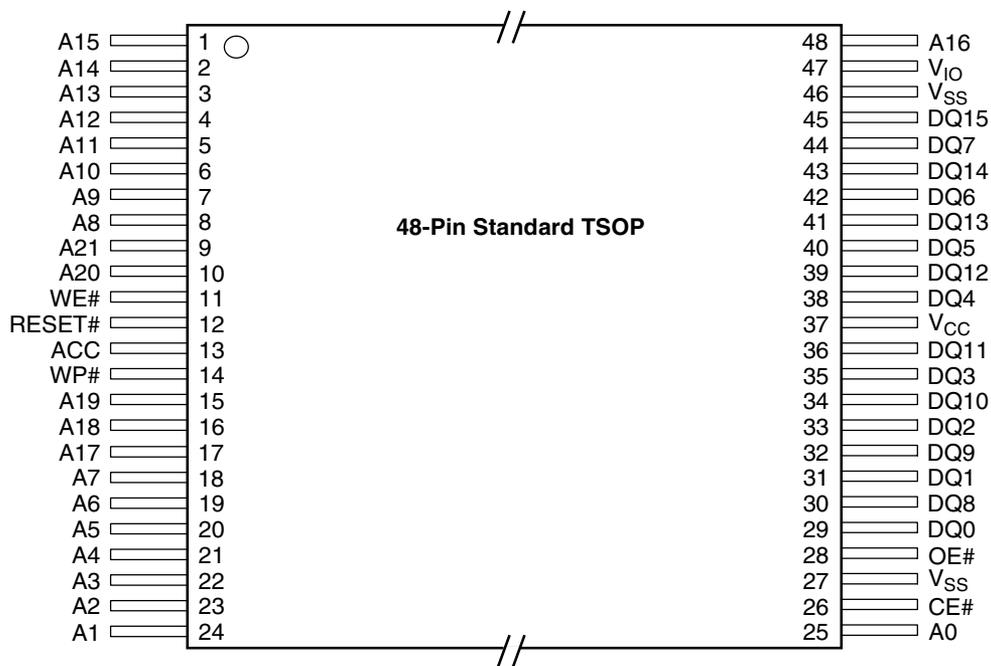 A15 1 48 A16
A14 2 47 VIO
A13 3 46 VSS
A12 4 45 DQ15
A11 5 44 DQ7
A10 6 43 DQ14
A9 7 42 DQ6
A8 8 41 DQ13
48-Pin Standard TSOP
A21 9 40 DQ5
A20 10 39 DQ12
WE# 11 38 DQ4
RESET# 12 37 VCC
ACC 13 36 DQ11
WP# 14 35 DQ3
A19 15 34 DQ10
A18 16 33 DQ2
A17 17 32 DQ9
A7 18 31 DQ1
A6 19 30 DQ8
A5 20 29 DQ0
A4 21 28 OE#
A3 22 27 VSS
A2 23 26 CE#
A1 24 25 A0